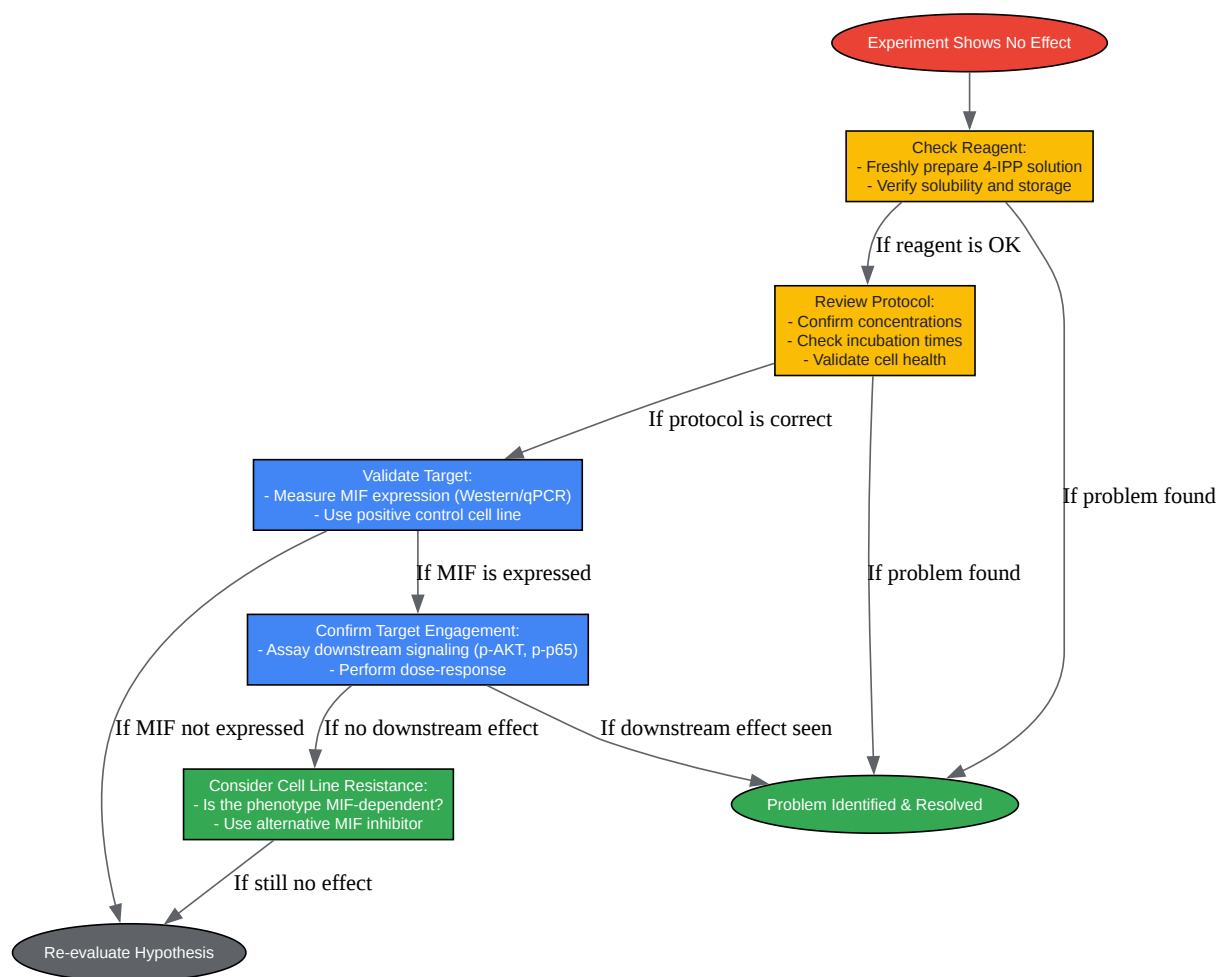 Experiment Shows No Effect
Check Reagent:
- Freshly prepare 4-IPP solution
- Verify solubility and storage
If reagent is OK
Review Protocol:
- Confirm concentrations
- Check incubation times
- Validate cell health
If protocol is correct
Validate Target:
- Measure MIF expression (Western/qPCR)
- Use positive control cell line
If problem found
If MIF is expressed
If problem found
Confirm Target Engagement:
- Assay downstream signaling (p-AKT, p-p65)
- Perform dose-response
If MIF not expressed
If no downstream effect
If downstream effect seen
Consider Cell Line Resistance:
- Is the phenotype MIF-dependent?
- Use alternative MIF inhibitor
Problem Identified & Resolved
If still no effect
Re-evaluate Hypothesis